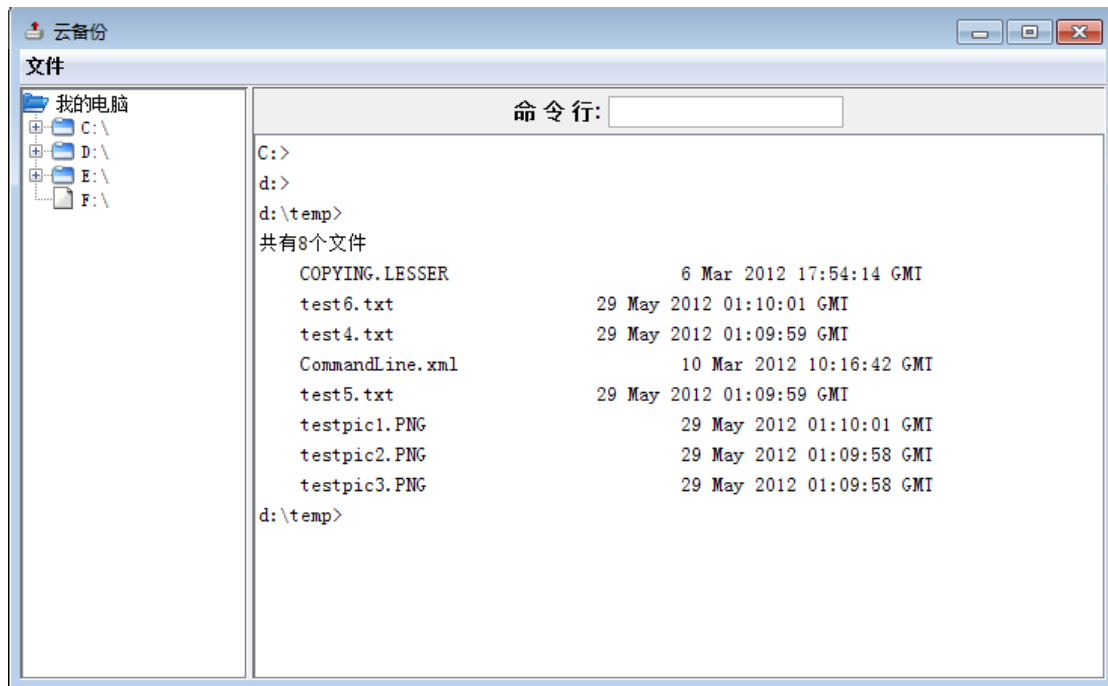 云备份
文件
我的电脑
C:\
D:\
E:\
F:\
命 令 行:
C:>
d:>
d:\temp>
共有8个文件
COPYING.LESSER 6 Mar 2012 17:54:14 GMT
test6.txt 29 May 2012 01:10:01 GMT
test4.txt 29 May 2012 01:09:59 GMT
CommandLine.xml 10 Mar 2012 10:16:42 GMT
test5.txt 29 May 2012 01:09:59 GMT
testpic1.PNG 29 May 2012 01:10:01 GMT
testpic2.PNG 29 May 2012 01:09:58 GMT
testpic3.PNG 29 May 2012 01:09:58 GMT
d:\temp>